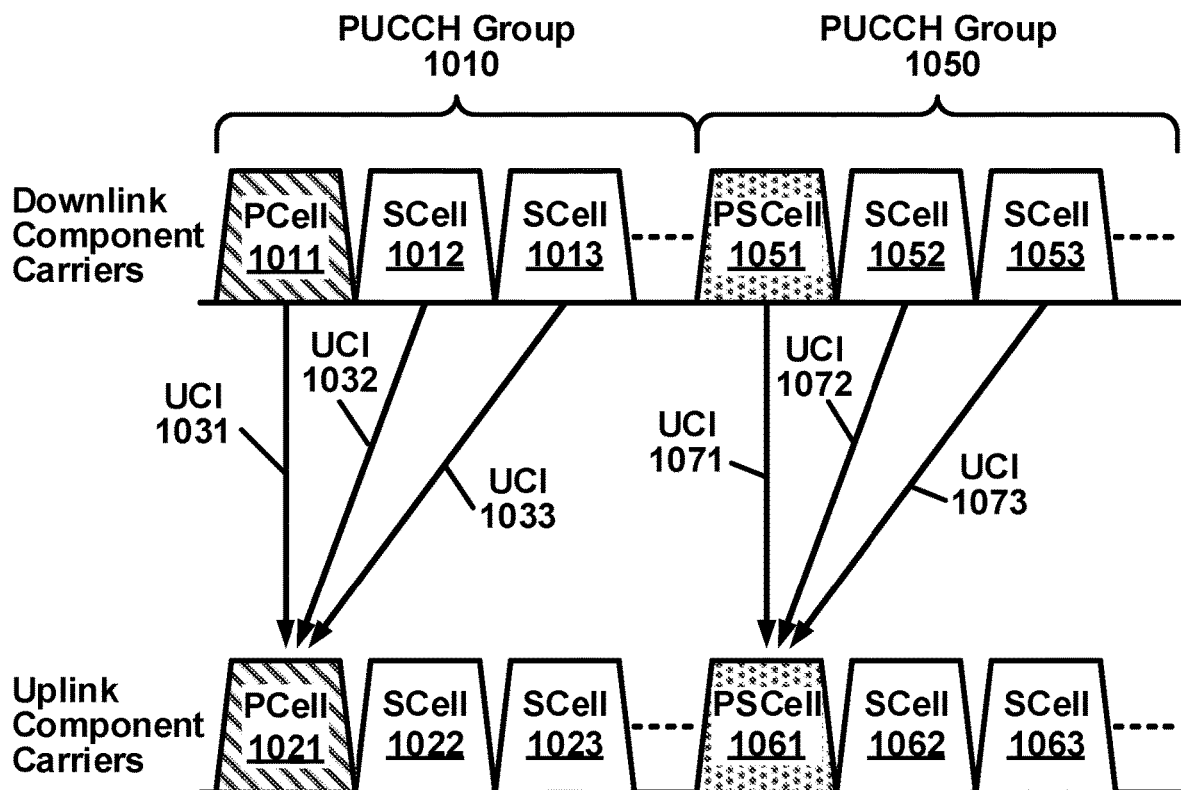 PUCCH Group
1010
PUCCH Group
1050
Downlink
Component
Carriers
PCell
1011
SCell
1012
SCell
1013
PSCell
1051
SCell
1052
SCell
1053
UCI
1031
UCI
1032
UCI
1033
UCI
1071
UCI
1072
UCI
1073
Uplink
Component
Carriers
PCell
1021
SCell
1022
SCell
1023
PSCell
1061
SCell
1062
SCell
1063